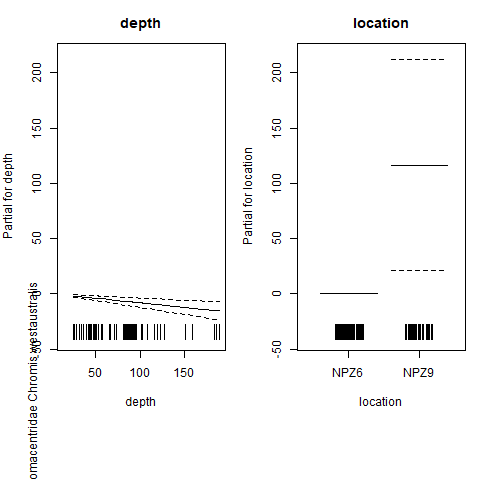 depth
location
Partial for depth
-50
0
50
100
150
200
50
100
150
depth
omacentridae Chromis westaustralis
Partial for location
-50
0
50
100
150
200
NPZ6
NPZ9
location